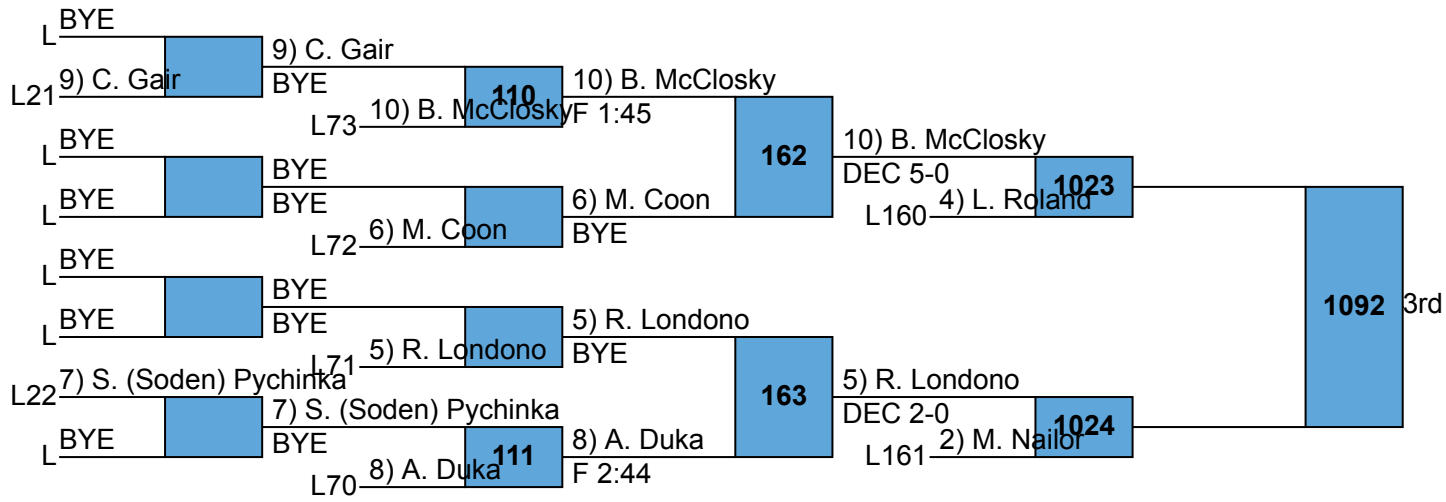 BYE
L
9) C. Gair
9) C. Gair
L21
BYE
110
10) B. McClosky
10) B. McClosky
L73
F 1:45
162
10) B. McClosky
DEC 5-0
BYE
L
BYE
BYE
L
BYE
6) M. Coon
6) M. Coon
L72
BYE
1023
4) L. Roland
L160
BYE
L
BYE
BYE
L
BYE
5) R. Londono
5) R. Londono
L71
BYE
1092
3rd
7) S. (Soden) Pychinka
L22
7) S. (Soden) Pychinka
BYE
L
BYE
111
8) A. Duka
8) A. Duka
L70
F 2:44
163
5) R. Londono
DEC 2-0
1024
2) M. Nailor
L161